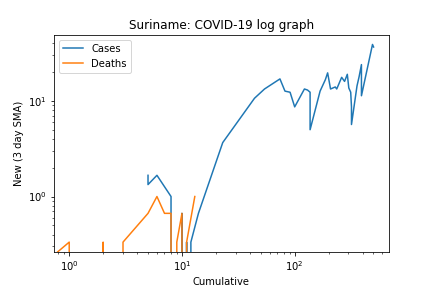 Suriname: COVID-19 log graph
Cases
Deaths
New (3 day SMA)
10¹
10⁰
10⁰ 10¹ 10²
Cumulative